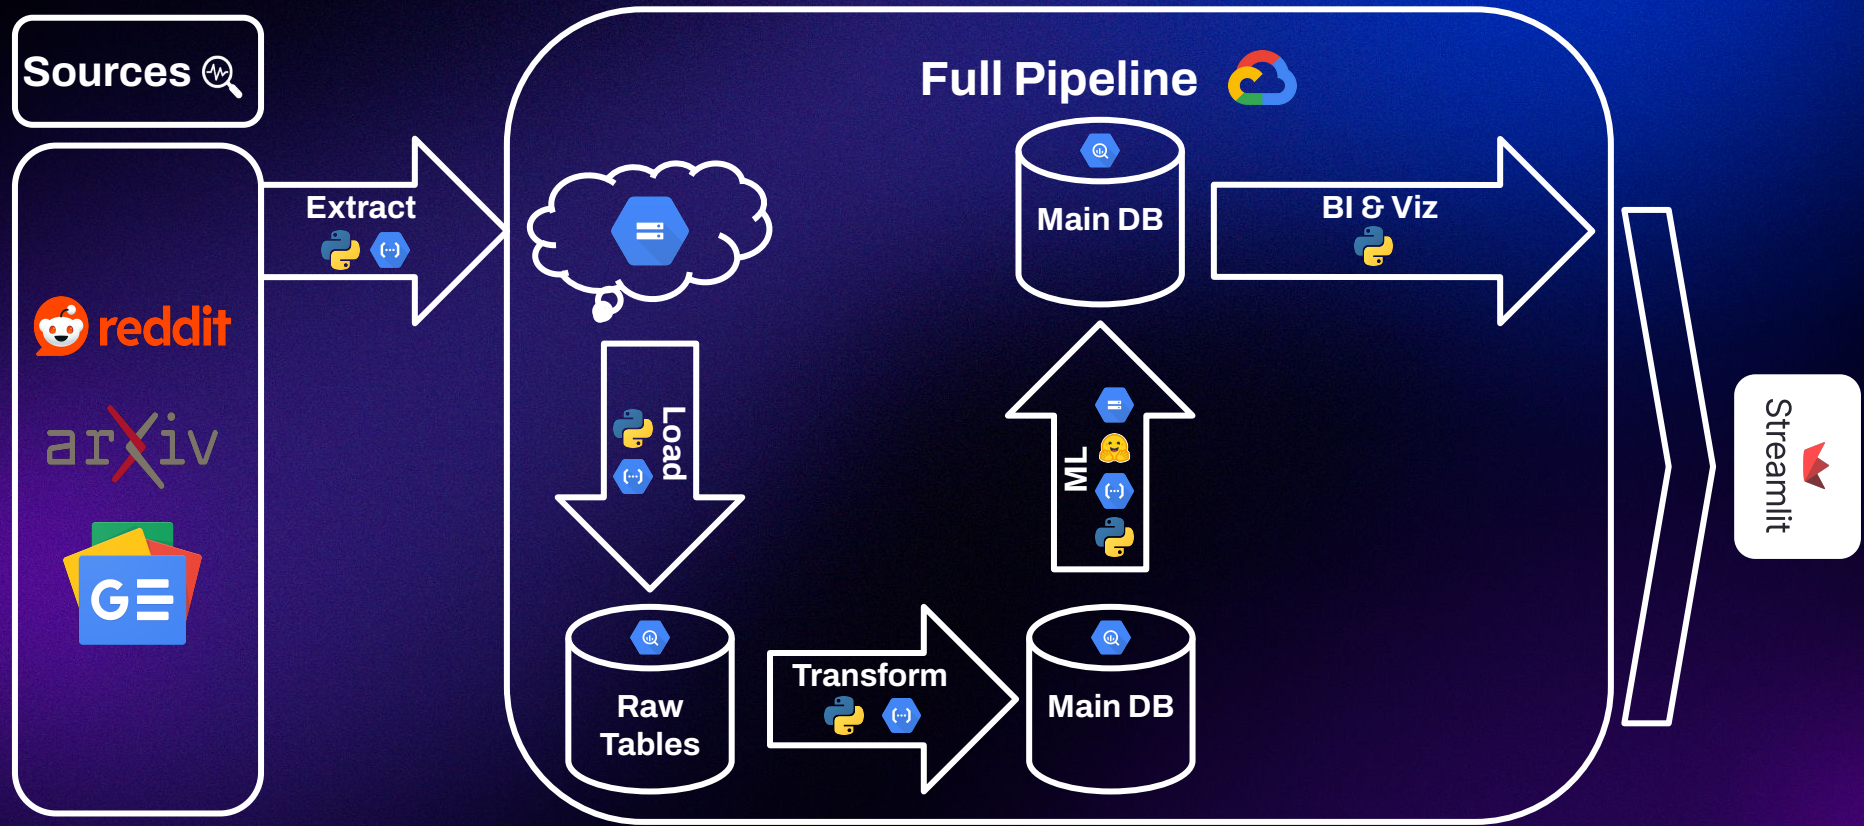 Sources
Full Pipeline
Extract
reddit
arXiv
G
Load
Raw
Tables
Transform
Main DB
ML
Main DB
BI & Viz
Streamlit